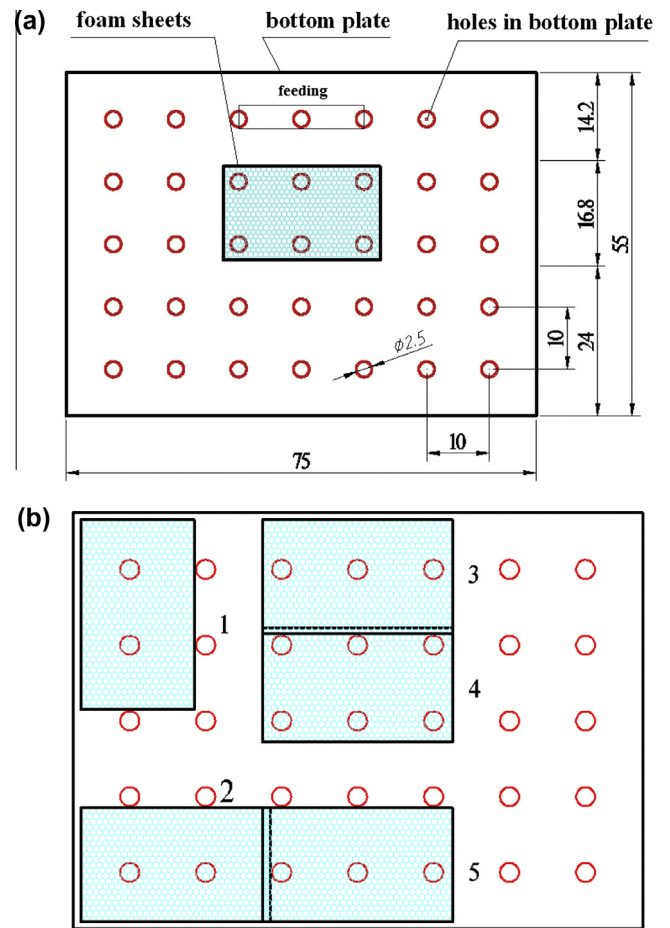 (a)
foam sheets
bottom plate
holes in bottom plate
feeding
14.2
16.8
55
24
10
ϕ2.5
10
75
(b)
1
3
4
2
5